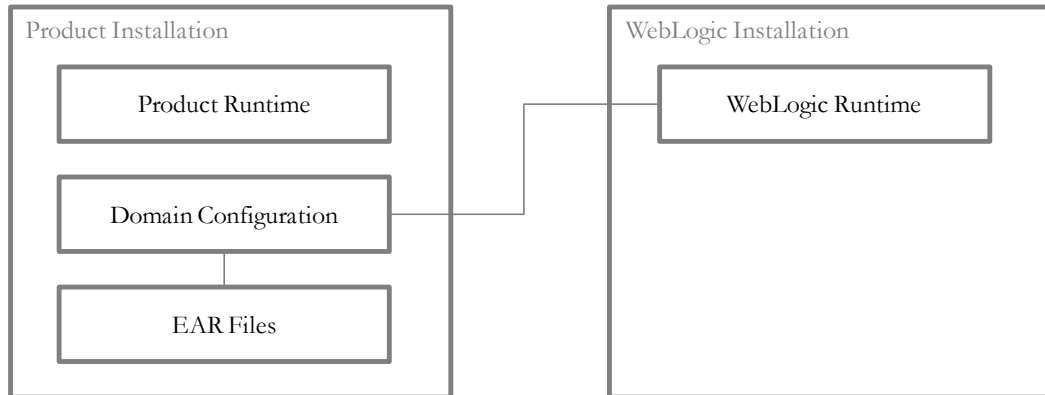 Product Installation
Product Runtime
Domain Configuration
EAR Files
WebLogic Installation
WebLogic Runtime